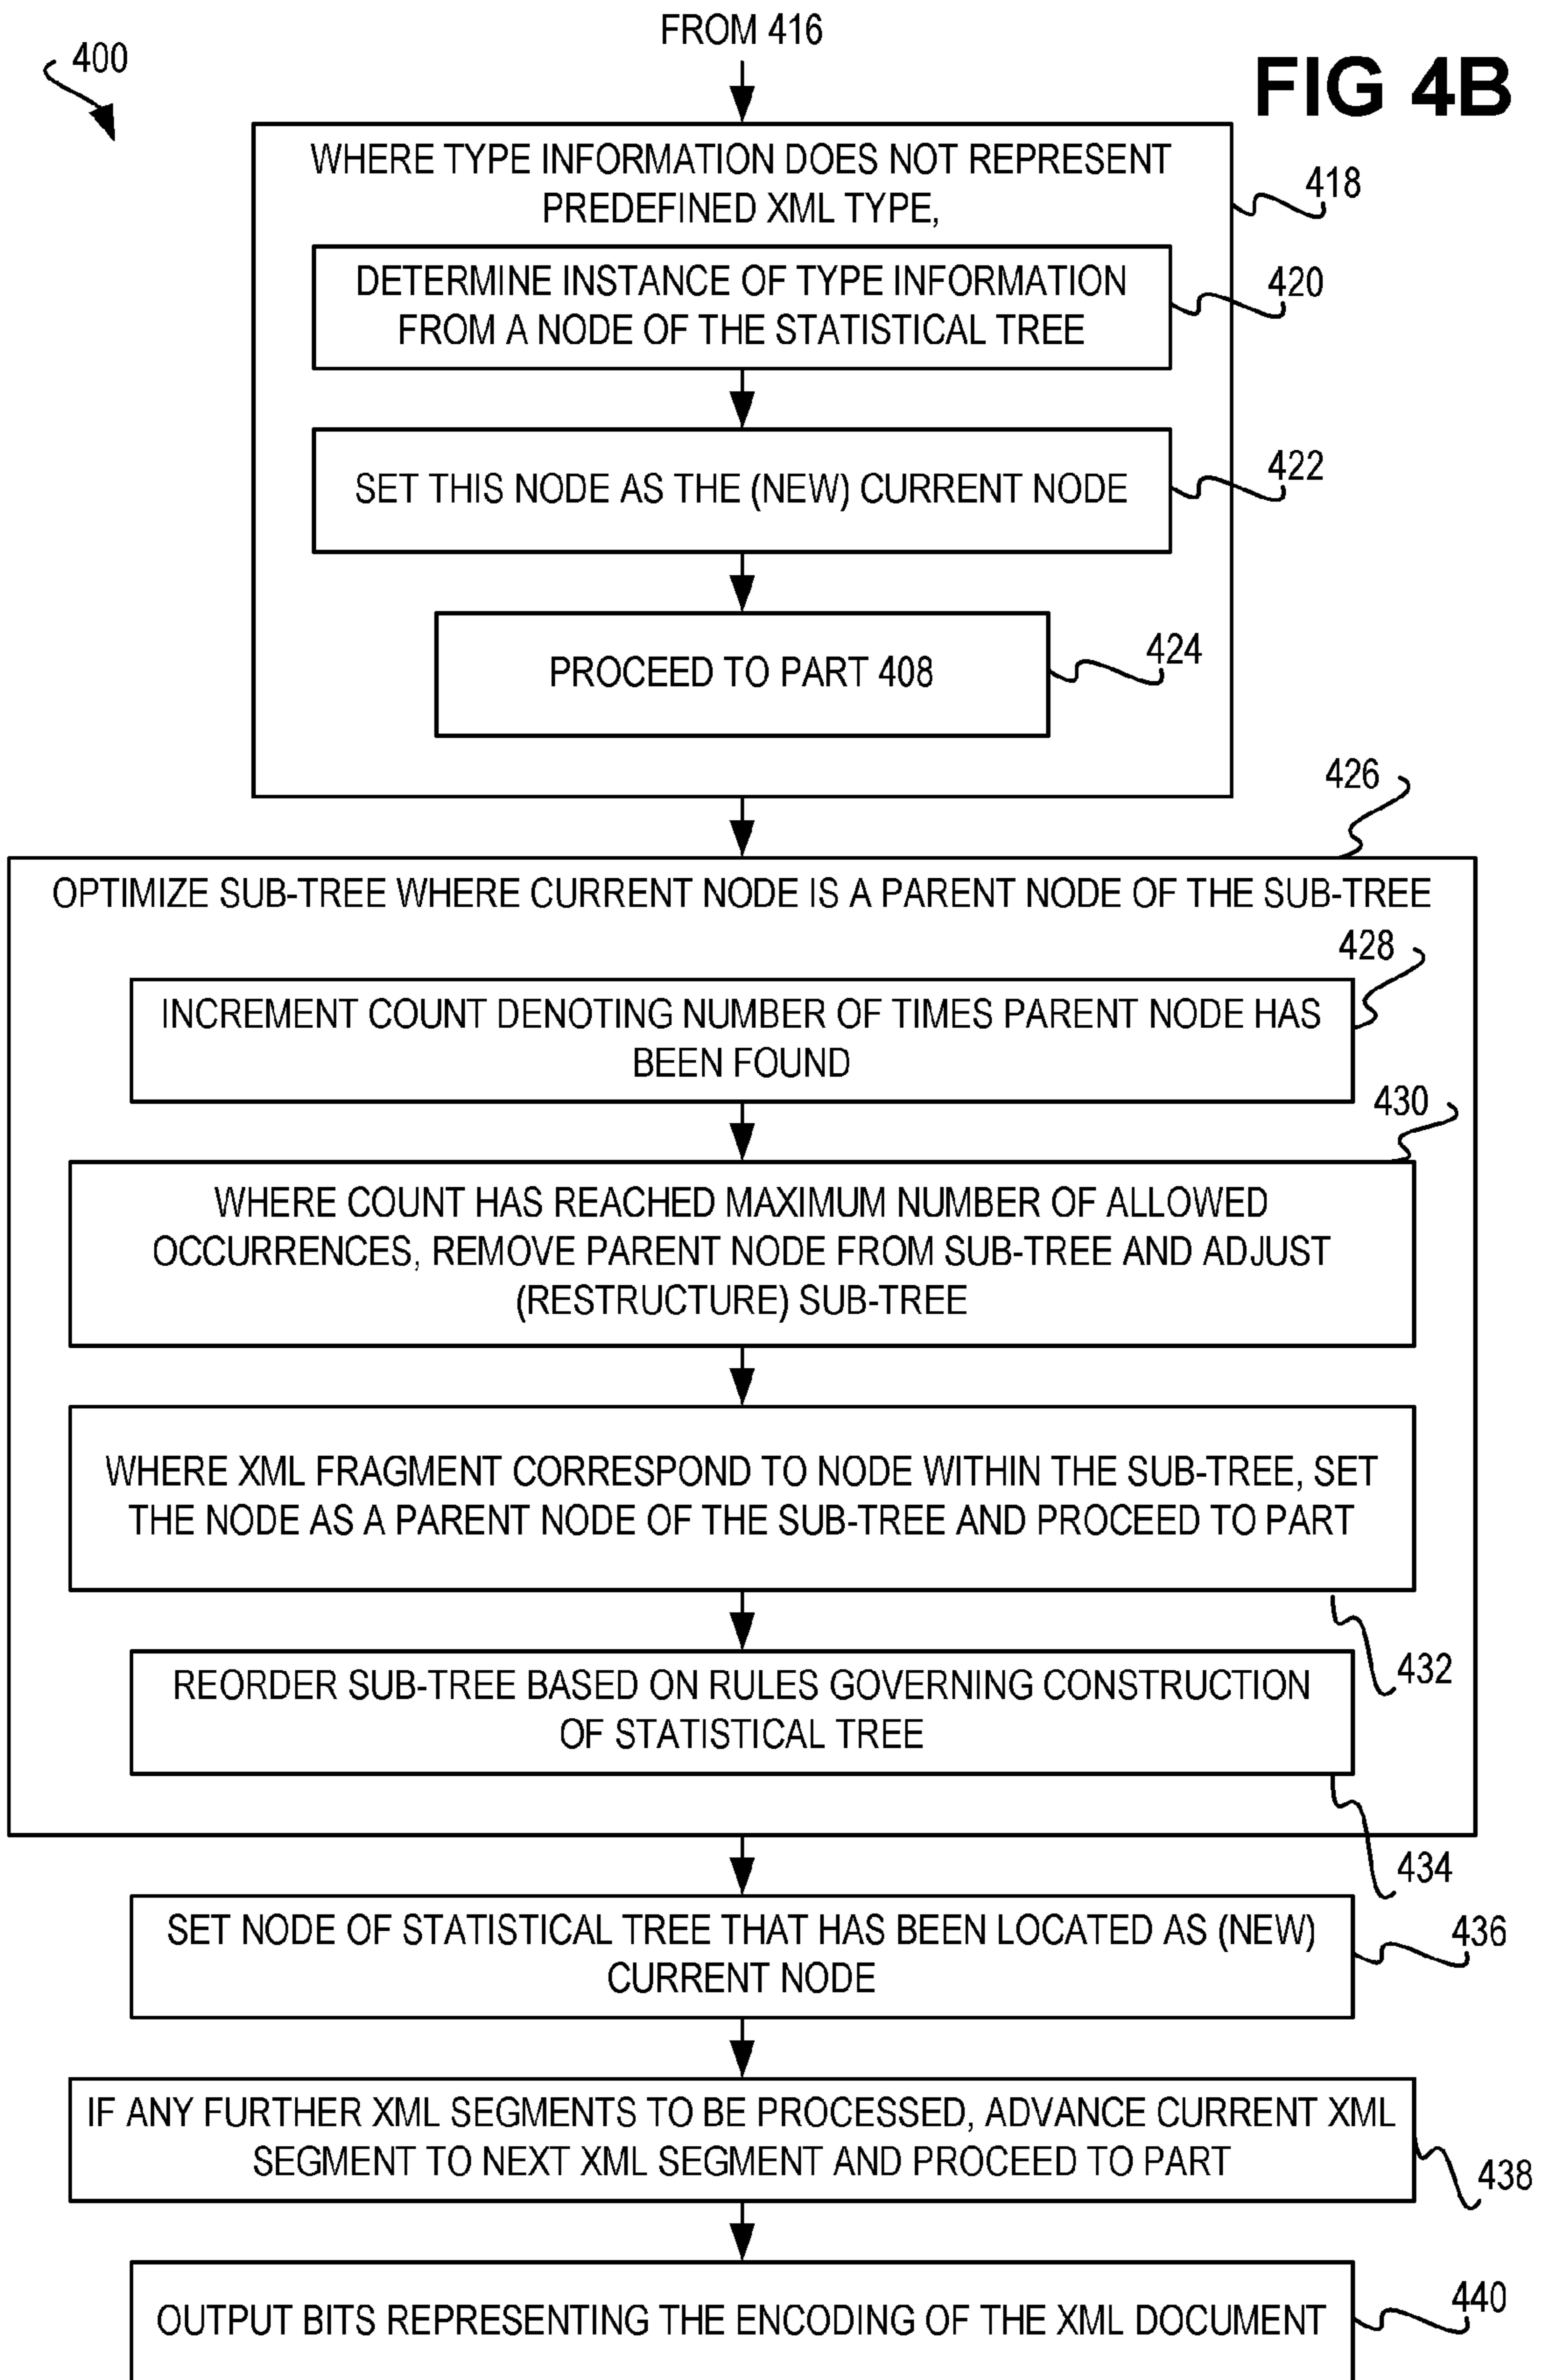 FROM 416
400
FIG 4B
WHERE TYPE INFORMATION DOES NOT REPRESENT
PREDEFINED XML TYPE,
418
DETERMINE INSTANCE OF TYPE INFORMATION
FROM A NODE OF THE STATISTICAL TREE
420
SET THIS NODE AS THE (NEW) CURRENT NODE
422
PROCEED TO PART 408
424
426
OPTIMIZE SUB-TREE WHERE CURRENT NODE IS A PARENT NODE OF THE SUB-TREE
428
INCREMENT COUNT DENOTING NUMBER OF TIMES PARENT NODE HAS
BEEN FOUND
430
WHERE COUNT HAS REACHED MAXIMUM NUMBER OF ALLOWED
OCCURRENCES, REMOVE PARENT NODE FROM SUB-TREE AND ADJUST
(RESTRUCTURE) SUB-TREE
WHERE XML FRAGMENT CORRESPOND TO NODE WITHIN THE SUB-TREE, SET
THE NODE AS A PARENT NODE OF THE SUB-TREE AND PROCEED TO PART
432
REORDER SUB-TREE BASED ON RULES GOVERNING CONSTRUCTION
OF STATISTICAL TREE
434
SET NODE OF STATISTICAL TREE THAT HAS BEEN LOCATED AS (NEW)
CURRENT NODE
436
IF ANY FURTHER XML SEGMENTS TO BE PROCESSED, ADVANCE CURRENT XML
SEGMENT TO NEXT XML SEGMENT AND PROCEED TO PART
438
OUTPUT BITS REPRESENTING THE ENCODING OF THE XML DOCUMENT
440